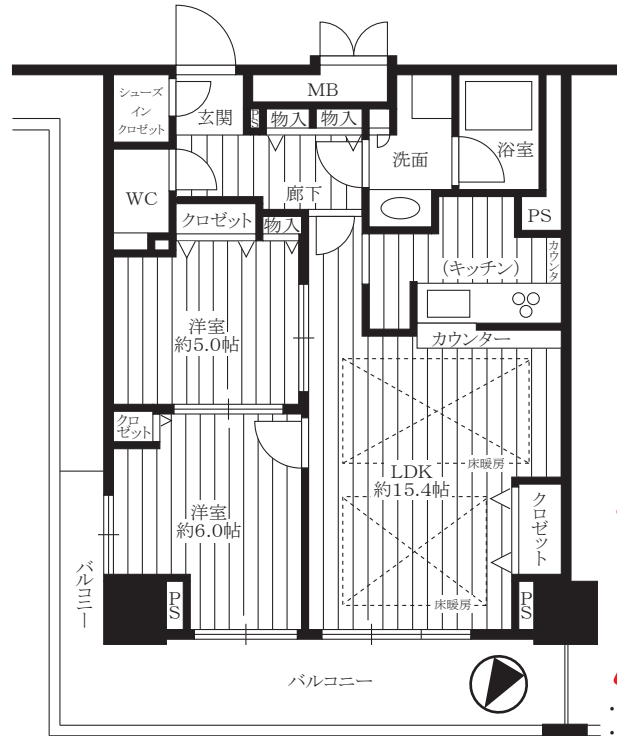 MB
シューズ
イン
クロゼット
玄関
PS
物入
物入
洗面
浴室
WC
廊下
PS
クロゼット
物入
カウンタ
(キッチン)
カウンター
洋室
約5.0帖
クロ
ゼット
床暖房
LDK
約15.4帖
洋室
約6.0帖
クロゼット
バルコニー
PS
床暖房
PS
バルコニー